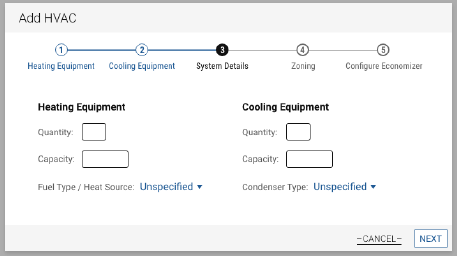 Add HVAC
1 2 3 4 5
Heating Equipment Cooling Equipment System Details Zoning Configure Economizer
Heating Equipment Cooling Equipment
Quantity: Quantity:
Capacity: Capacity:
Fuel Type / Heat Source: Unspecified Condenser Type: Unspecified
–CANCEL– NEXT